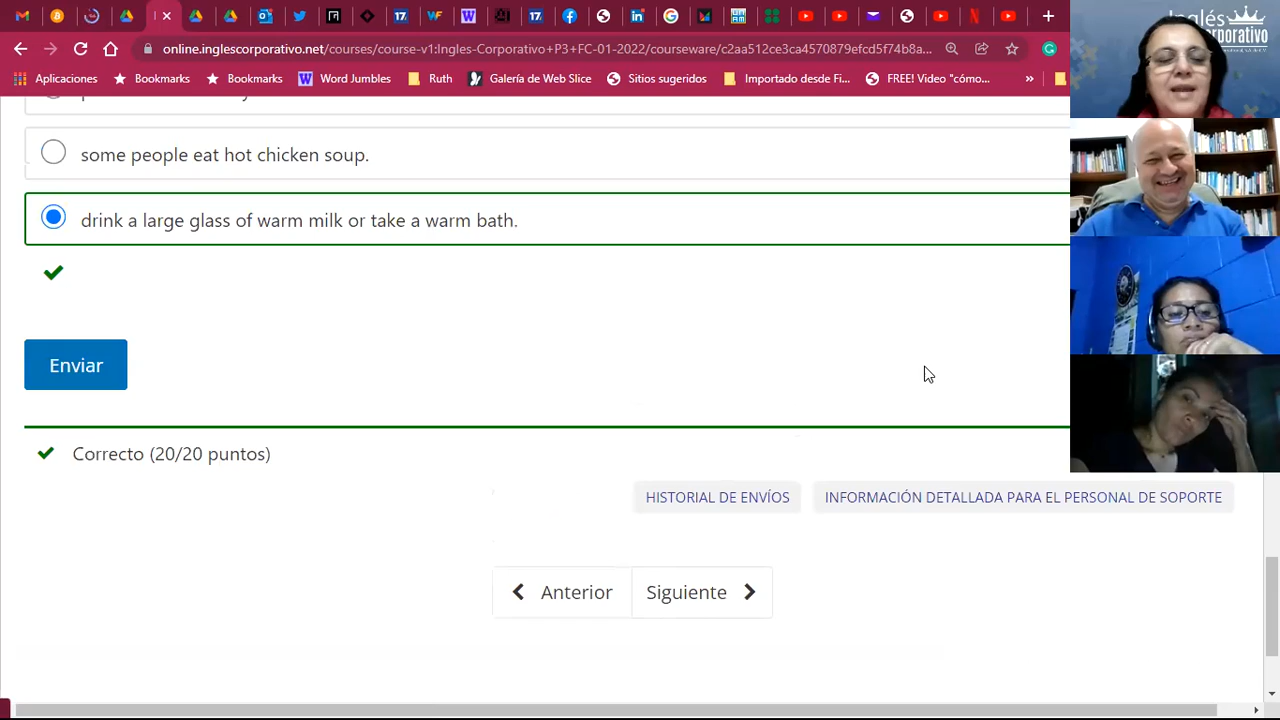 online.inglescorporativo.net/courses/course-v1:Ingles-Corporativo+P3+FC-01-2022/courseware/c2aa512ce3ca4570879efcd5f74b8a...
Aplicaciones Bookmarks Bookmarks Word Jumbles Ruth Galería de Web Slice Sitios sugeridos Importado desde Fi... FREE! Video "cómo... »
Inglés
Corporativo
some people eat hot chicken soup.
drink a large glass of warm milk or take a warm bath.
Enviar
Correcto (20/20 puntos)
HISTORIAL DE ENVÍOS INFORMACIÓN DETALLADA PARA EL PERSONAL DE SOPORTE
Anterior Siguiente